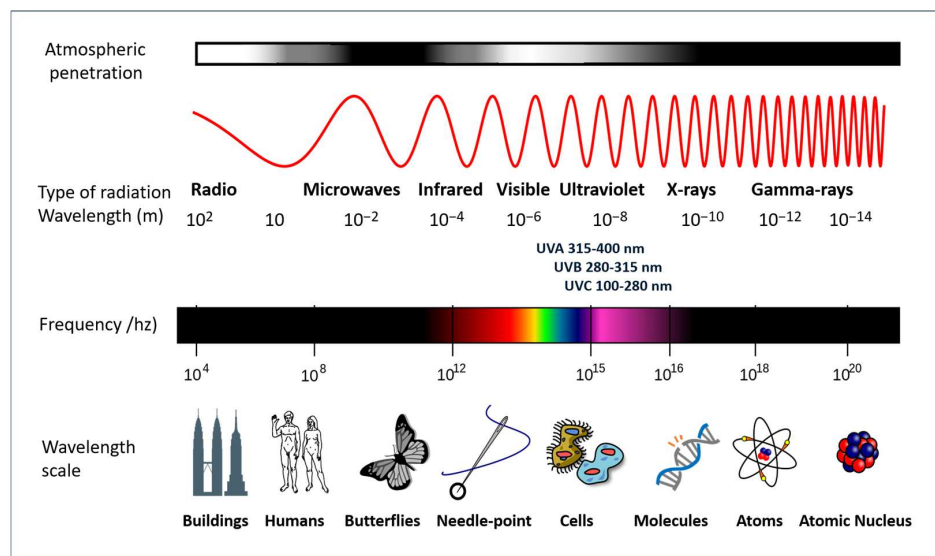 Atmospheric
penetration
Type of radiation
Radio Microwaves Infrared Visible Ultraviolet X-rays Gamma-rays
Wavelength (m)
10² 10 10⁻² 10⁻⁴ 10⁻⁶ 10⁻⁸ 10⁻¹⁰ 10⁻¹² 10⁻¹⁴
UVA 315-400 nm
UVB 280-315 nm
UVC 100-280 nm
Frequency /hz)
10⁴ 10⁸ 10¹² 10¹⁵ 10¹⁶ 10¹⁸ 10²⁰
Wavelength
scale
Buildings Humans Butterflies Needle-point Cells Molecules Atoms Atomic Nucleus